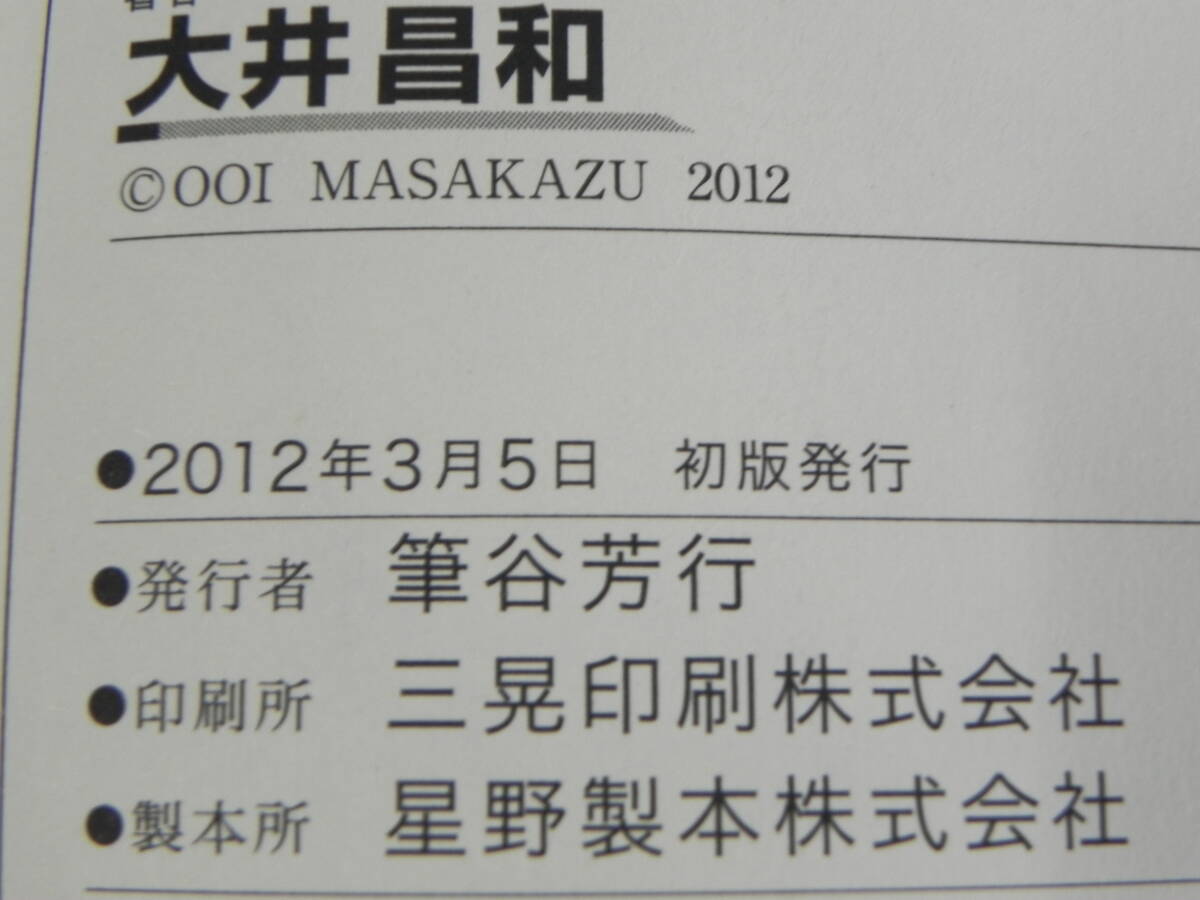 大井昌和
©OOI MASAKAZU 2012
●2012年3月5日 初版発行
●発行者 筆谷芳行
●印刷所 三晃印刷株式会社
●製本所 星野製本株式会社